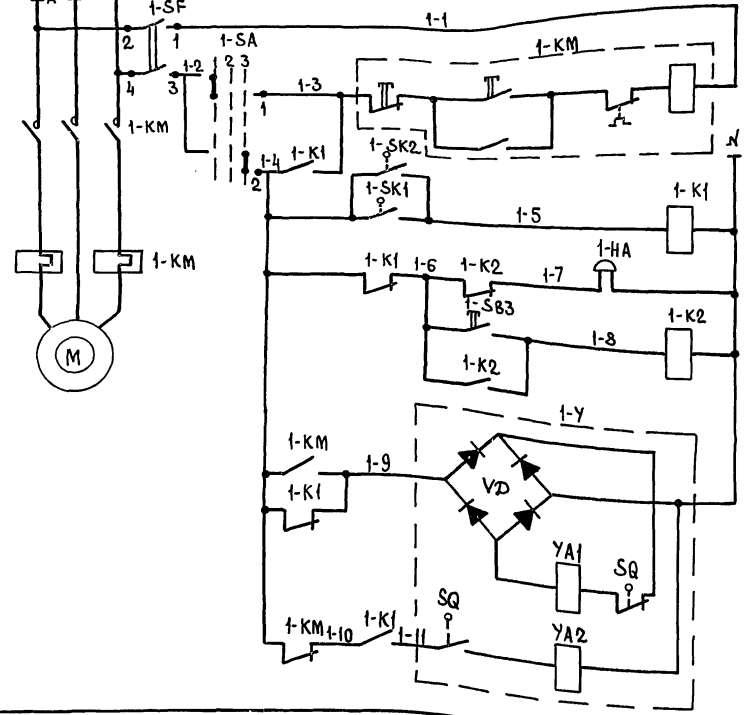 1-SF
1-1
2 1
1-SA
1-KM
4 3
1-2
2 3
1-3
1
1-KM
N
1-SK2
1-4
1-K1
2
1-SK1
1-5
1-K1
1-KM
1-K1
1-6
1-K2
1-7
1-HA
1-SB3
1-K2
1-8
M
1-K2
1-Y
1-KM
1-9
1-K1
VD
YA1
SQ
SQ
1-KM
1-10
1-K1
1-11
YA2